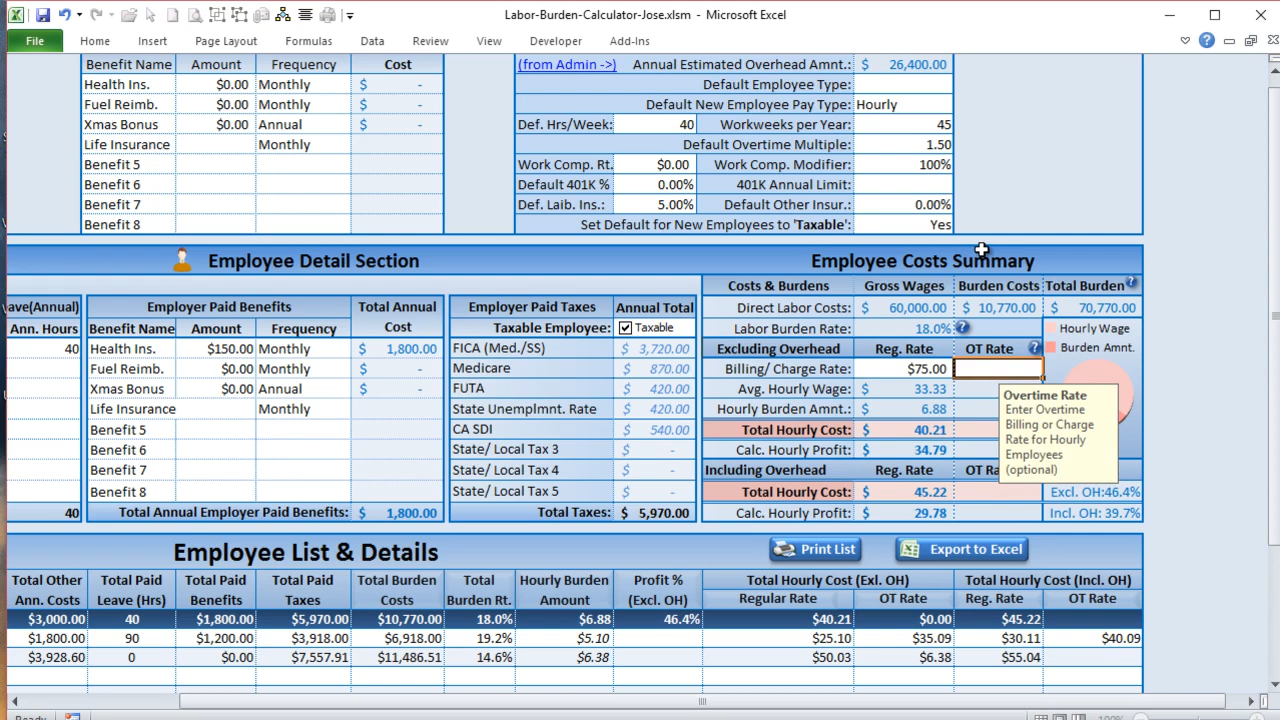 Labor-Burden-Calculator-Jose.xlsm - Microsoft Excel
File Home Insert Page Layout Formulas Data Review View Developer Add-Ins
Benefit Name Amount Frequency Cost (from Admin ->) Annual Estimated Overhead Amnt.: $ 26,400.00
Health Ins. $0.00 Monthly $ - Default Employee Type:
Fuel Reimb. $0.00 Monthly $ - Default New Employee Pay Type: Hourly
Xmas Bonus $0.00 Annual $ - Def. Hrs/Week: 40 Workweeks per Year: 45
Life Insurance Monthly Default Overtime Multiple: 1.50
Benefit 5 Work Comp. Rt. $0.00 Work Comp. Modifier: 100%
Benefit 6 Default 401K % 0.00% 401K Annual Limit:
Benefit 7 Def. Laib. Ins.: 5.00% Default Other Insur.: 0.00%
Benefit 8 Set Default for New Employees to 'Taxable': Yes
Employee Detail Section Employee Costs Summary
Costs & Burdens Gross Wages Burden Costs Total Burden
ave(Annual) Employer Paid Benefits Total Annual Employer Paid Taxes Annual Total Direct Labor Costs: $ 60,000.00 $ 10,770.00 $ 70,770.00
Ann. Hours Benefit Name Amount Frequency Cost Taxable Employee: Taxable Labor Burden Rate: 18.0% Hourly Wage
40 Health Ins. $150.00 Monthly $ 1,800.00 FICA (Med./SS) $ 3,720.00 Excluding Overhead Reg. Rate OT Rate Burden Amnt.
Fuel Reimb. $0.00 Monthly $ - Medicare $ 870.00 Billing/ Charge Rate: $75.00
Xmas Bonus $0.00 Annual $ - FUTA $ 420.00 Avg. Hourly Wage: $ 33.33
Life Insurance Monthly State Unemplmnt. Rate $ 420.00 Hourly Burden Amnt.: $ 6.88
Benefit 5 CA SDI $ 540.00 Total Hourly Cost: $ 40.21
Benefit 6 State/ Local Tax 3 $ - Calc. Hourly Profit: $ 34.79
Benefit 7 State/ Local Tax 4 $ - Including Overhead Reg. Rate OT Ra
Benefit 8 State/ Local Tax 5 $ - Total Hourly Cost: $ 45.22 Excl. OH:46.4%
40 Total Annual Employer Paid Benefits: $ 1,800.00 Total Taxes: $ 5,970.00 Calc. Hourly Profit: $ 29.78 Incl. OH: 39.7%
Overtime Rate
Enter Overtime
Billing or Charge
Rate for Hourly
Employees
(optional)
Employee List & Details Print List Export to Excel
Total Other Total Paid Total Paid Total Paid Total Burden Total Hourly Burden Profit % Total Hourly Cost (Exl. OH) Total Hourly Cost (Incl. OH)
Ann. Costs Leave (Hrs) Benefits Taxes Costs Burden Rt. Amount (Excl. OH) Regular Rate OT Rate Reg. Rate OT Rate
$3,000.00 40 $1,800.00 $5,970.00 $10,770.00 18.0% $6.88 46.4% $40.21 $0.00 $45.22
$1,800.00 90 $1,200.00 $3,918.00 $6,918.00 19.2% $5.10 $25.10 $35.09 $30.11 $40.09
$3,928.60 0 $0.00 $7,557.91 $11,486.51 14.6% $6.38 $50.03 $6.38 $55.04